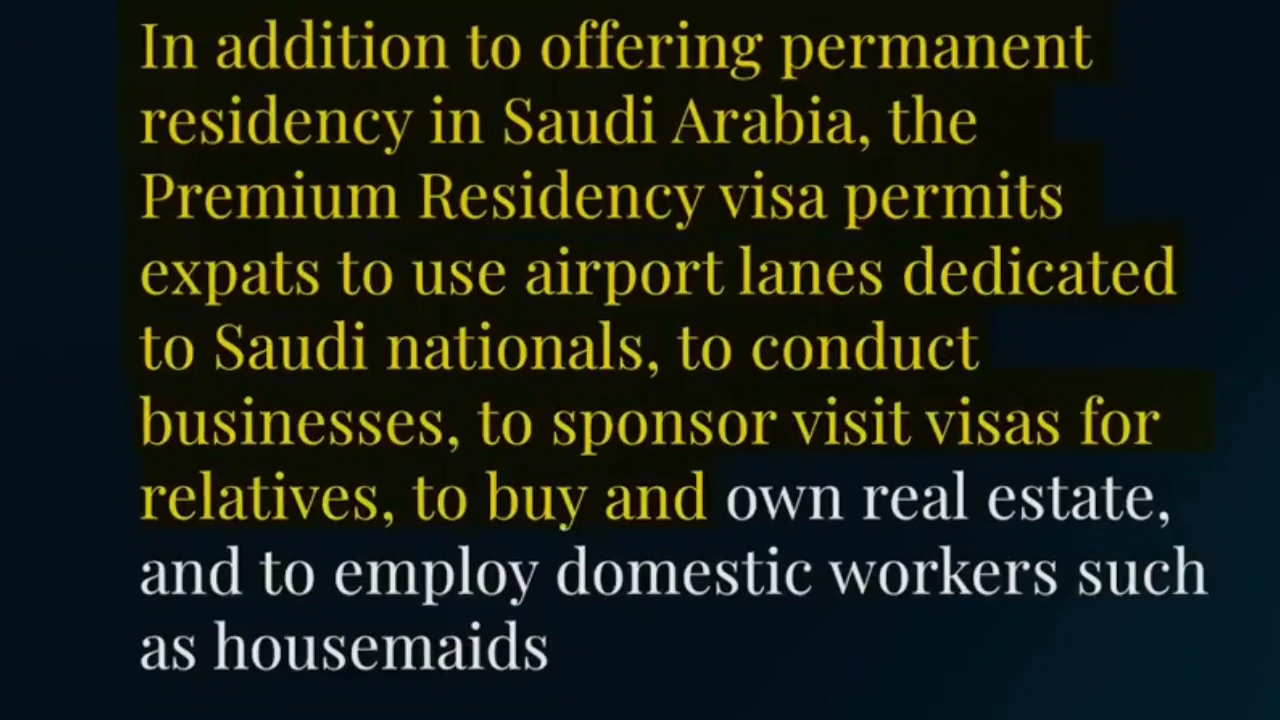 In addition to offering permanent
residency in Saudi Arabia, the
Premium Residency visa permits
expats to use airport lanes dedicated
to Saudi nationals, to conduct
businesses, to sponsor visit visas for
relatives, to buy and own real estate,
and to employ domestic workers such
as housemaids